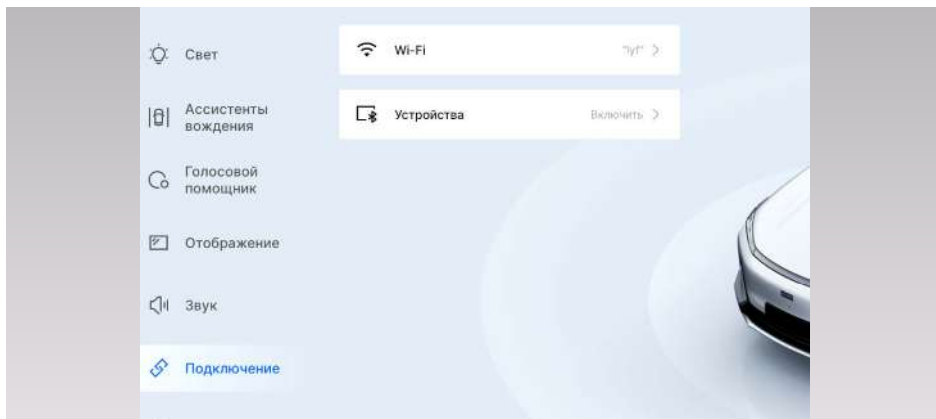 Свет
Wi-Fi
Ассистенты
вождения
Устройства
Включить
Голосовой
помощник
Отображение
Звук
Подключение